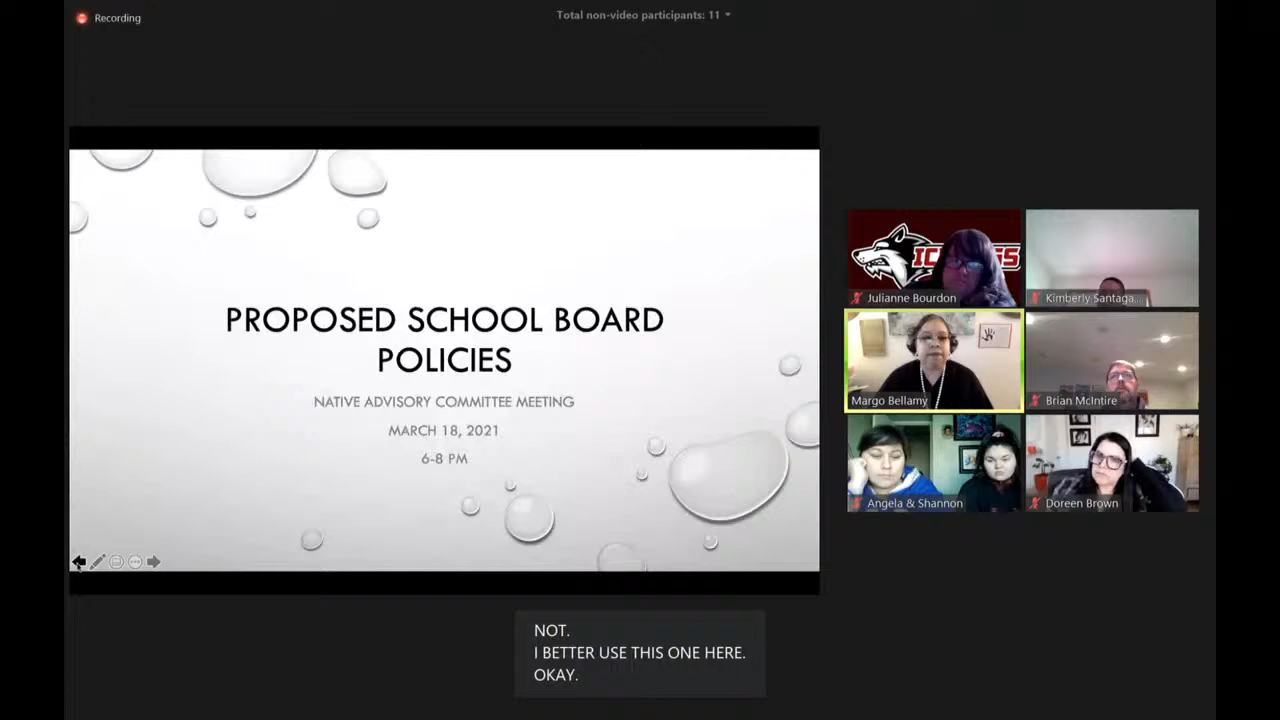 Recording
Total non-video participants: 11
PROPOSED SCHOOL BOARD
POLICIES
NATIVE ADVISORY COMMITTEE MEETING
MARCH 18, 2021
6-8 PM
Julianne Bourdon
Kimberly Santaga...
Margo Bellamy
Brian McIntire
Angela & Shannon
Doreen Brown
NOT.
I BETTER USE THIS ONE HERE.
OKAY.